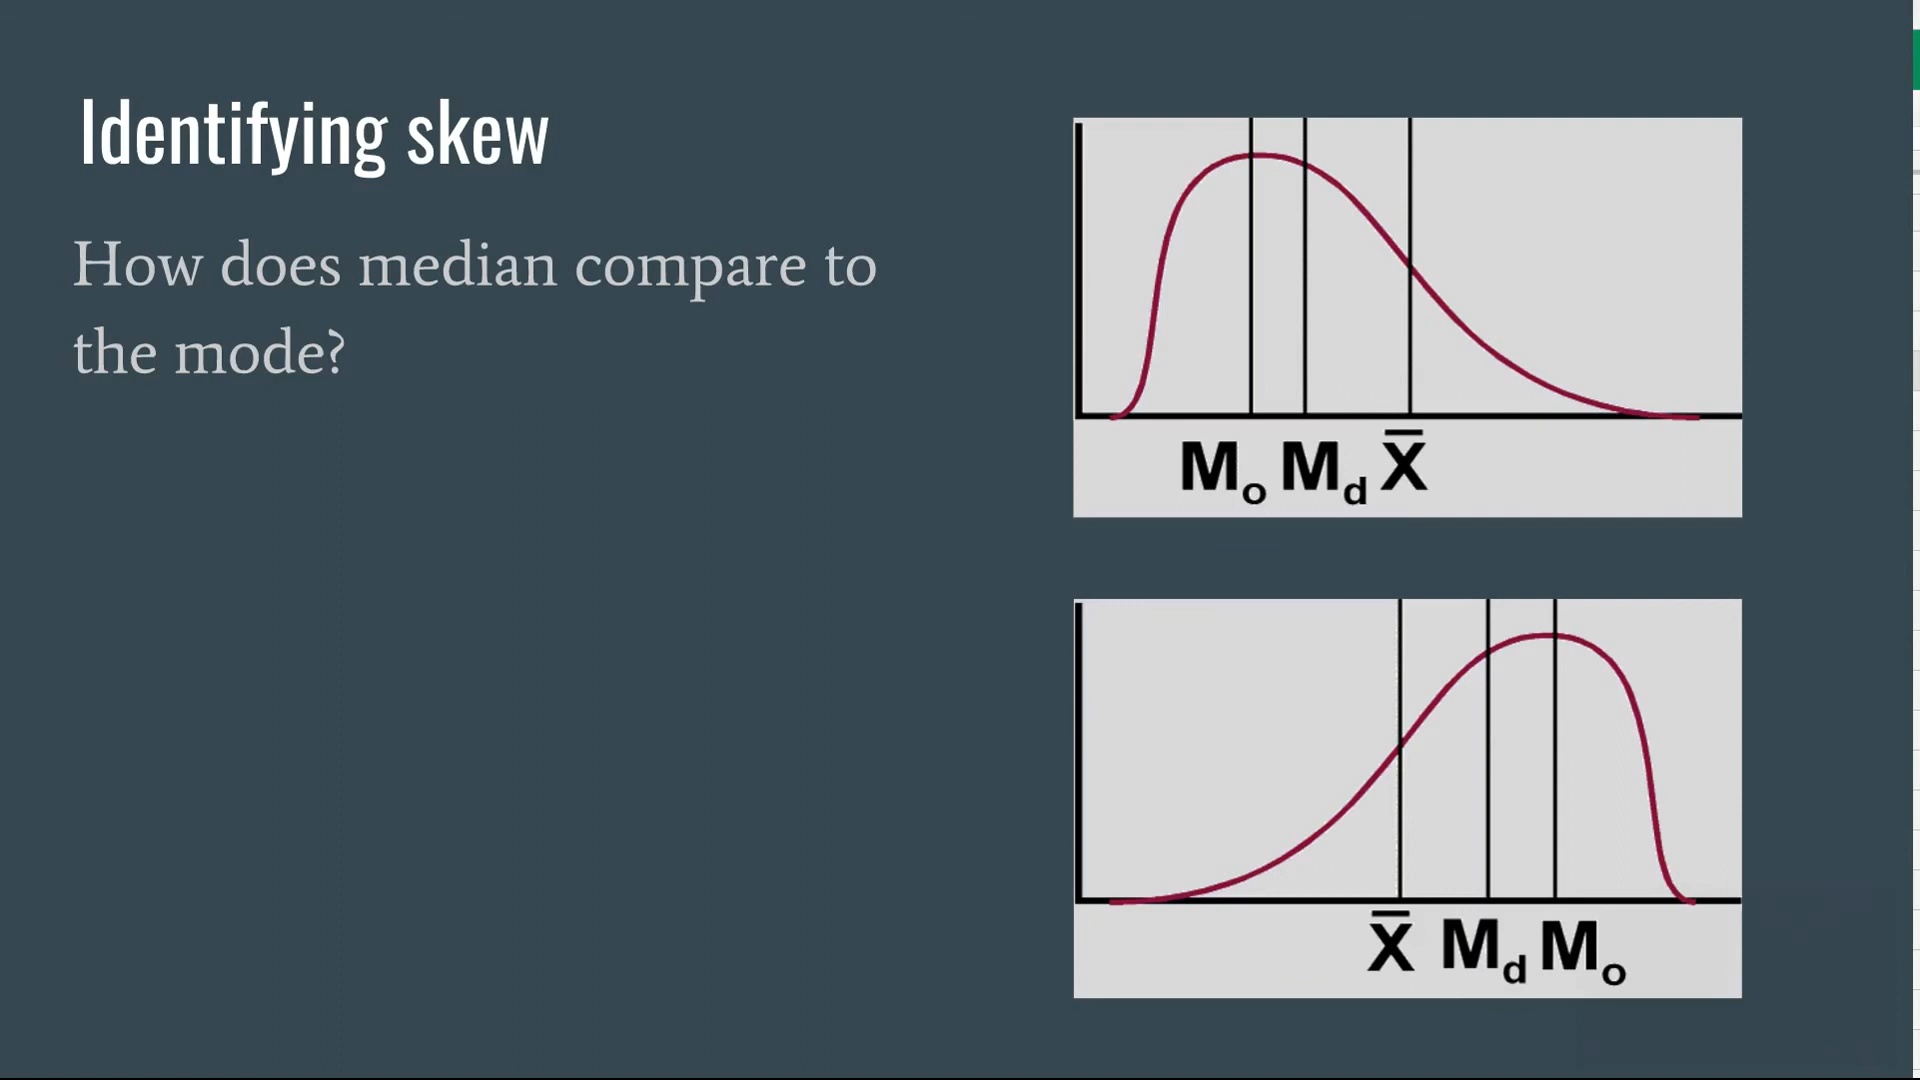 Identifying skew
How does median compare to
the mode?
Mo Md X̅
X̅ Md Mo